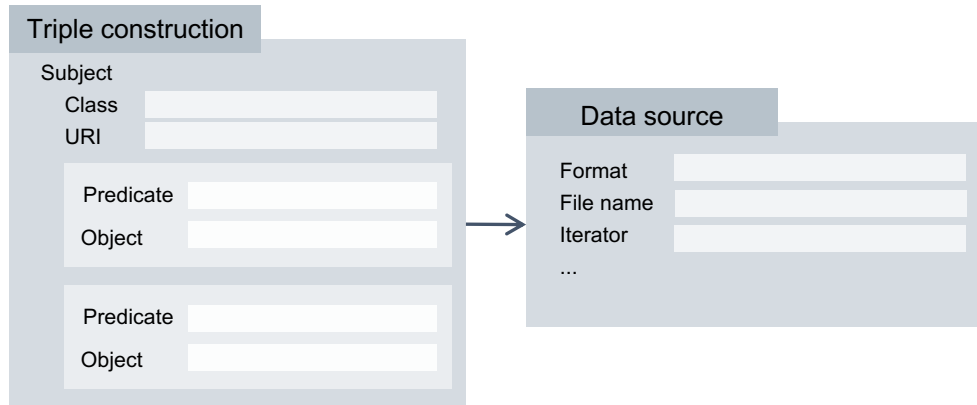 Triple construction
Subject
Class
URI
Predicate
Object
Predicate
Object
Data source
Format
File name
Iterator
...